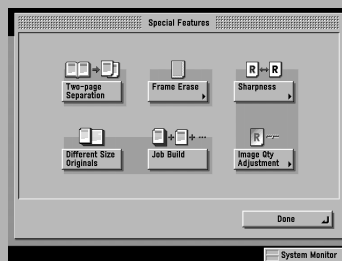 Special Features
Two-page
Separation
Frame Erase
R R
Sharpness
Different Size
Originals
Job Build
R
Image Qty
Adjustment
Done
System Monitor